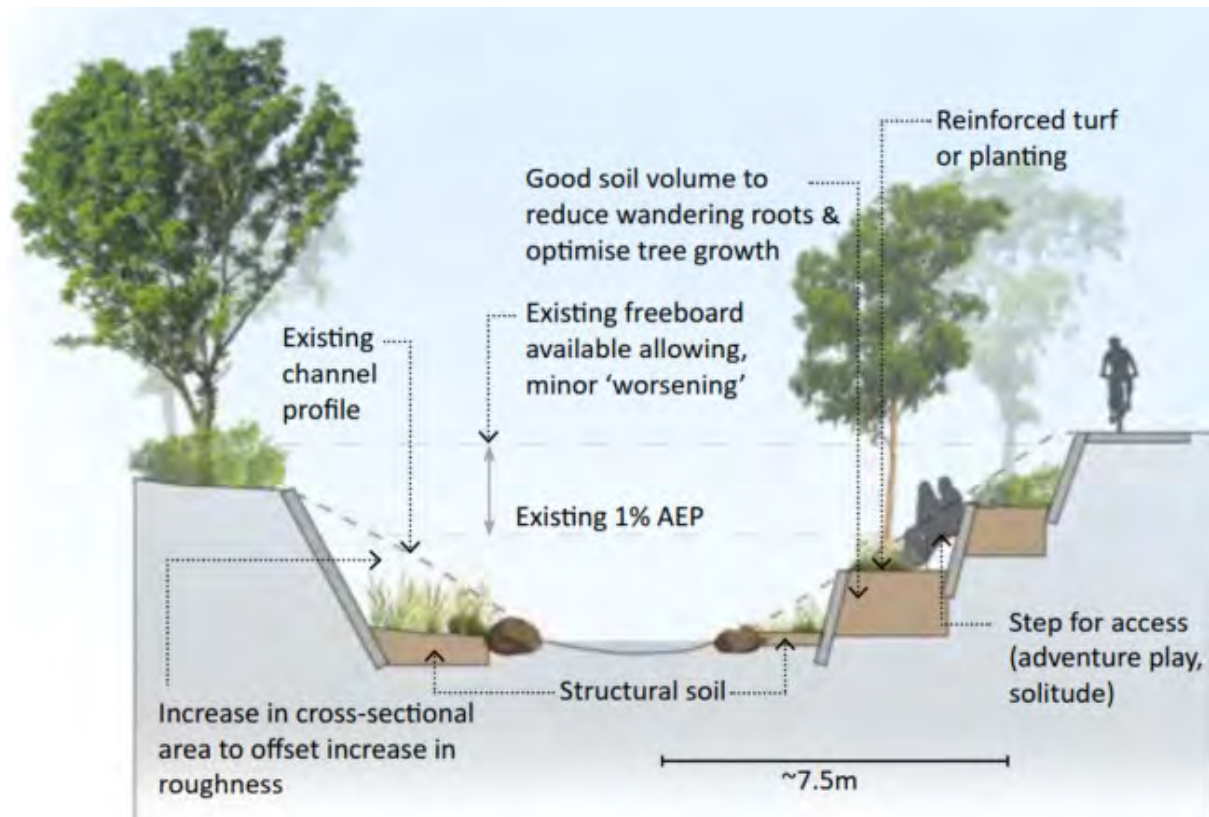 Reinforced turf
or planting
Good soil volume to
reduce wandering roots &
optimise tree growth
Existing freeboard
available allowing,
minor ‘worsening’
Existing
channel
profile
Existing 1% AEP
Step for access
(adventure play,
solitude)
Structural soil
Increase in cross-sectional
area to offset increase in
roughness
~7.5m